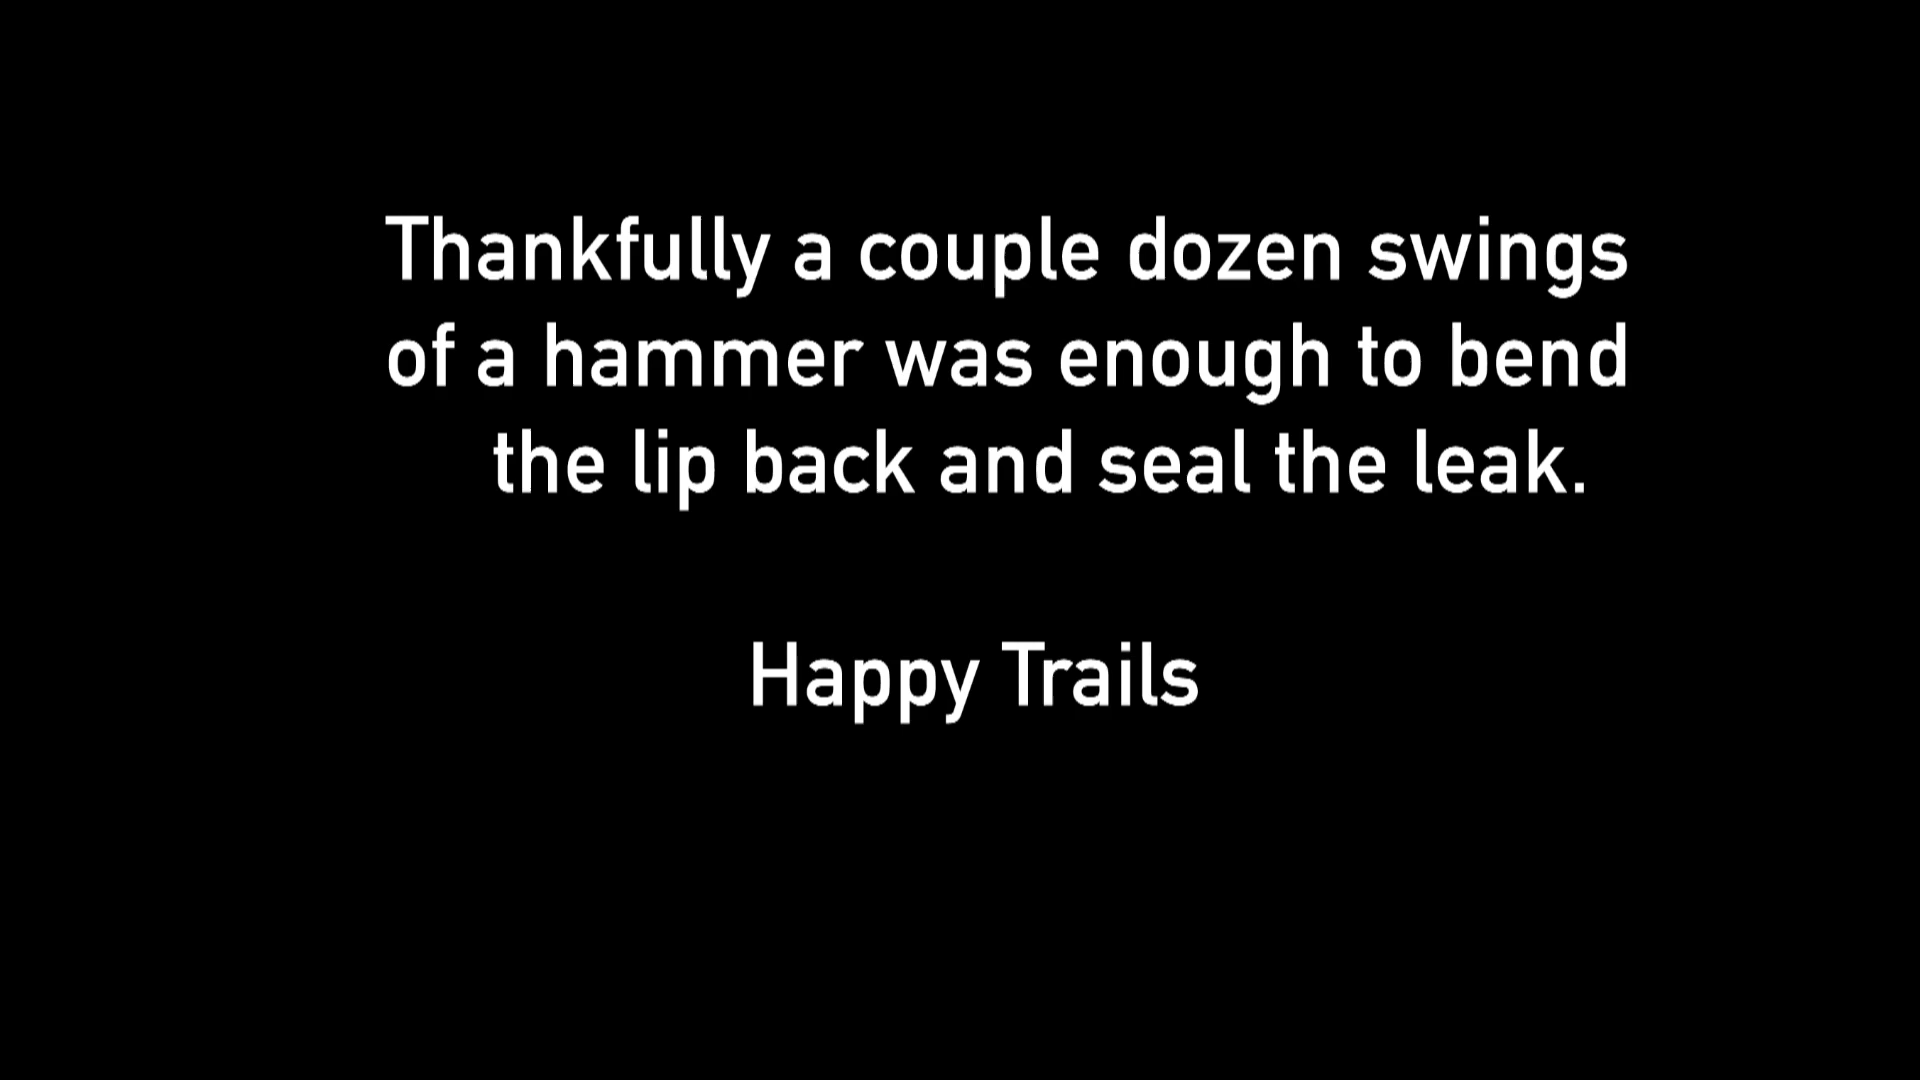 Thankfully a couple dozen swings
of a hammer was enough to bend
the lip back and seal the leak.
Happy Trails